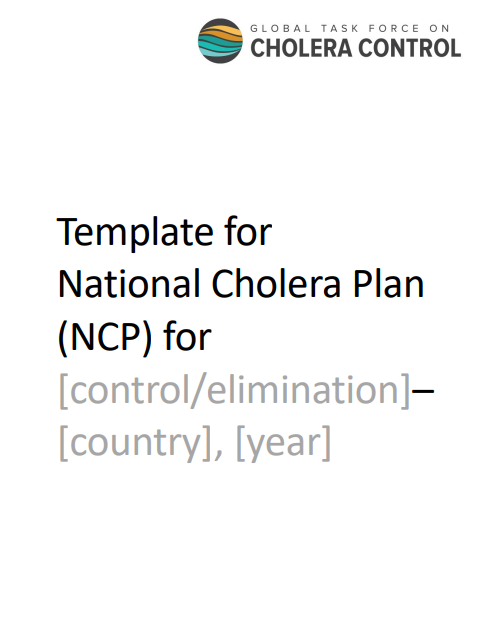 GLOBAL TASK FORCE ON
CHOLERA CONTROL
Template for
National Cholera Plan
(NCP) for
[control/elimination]–
[country], [year]